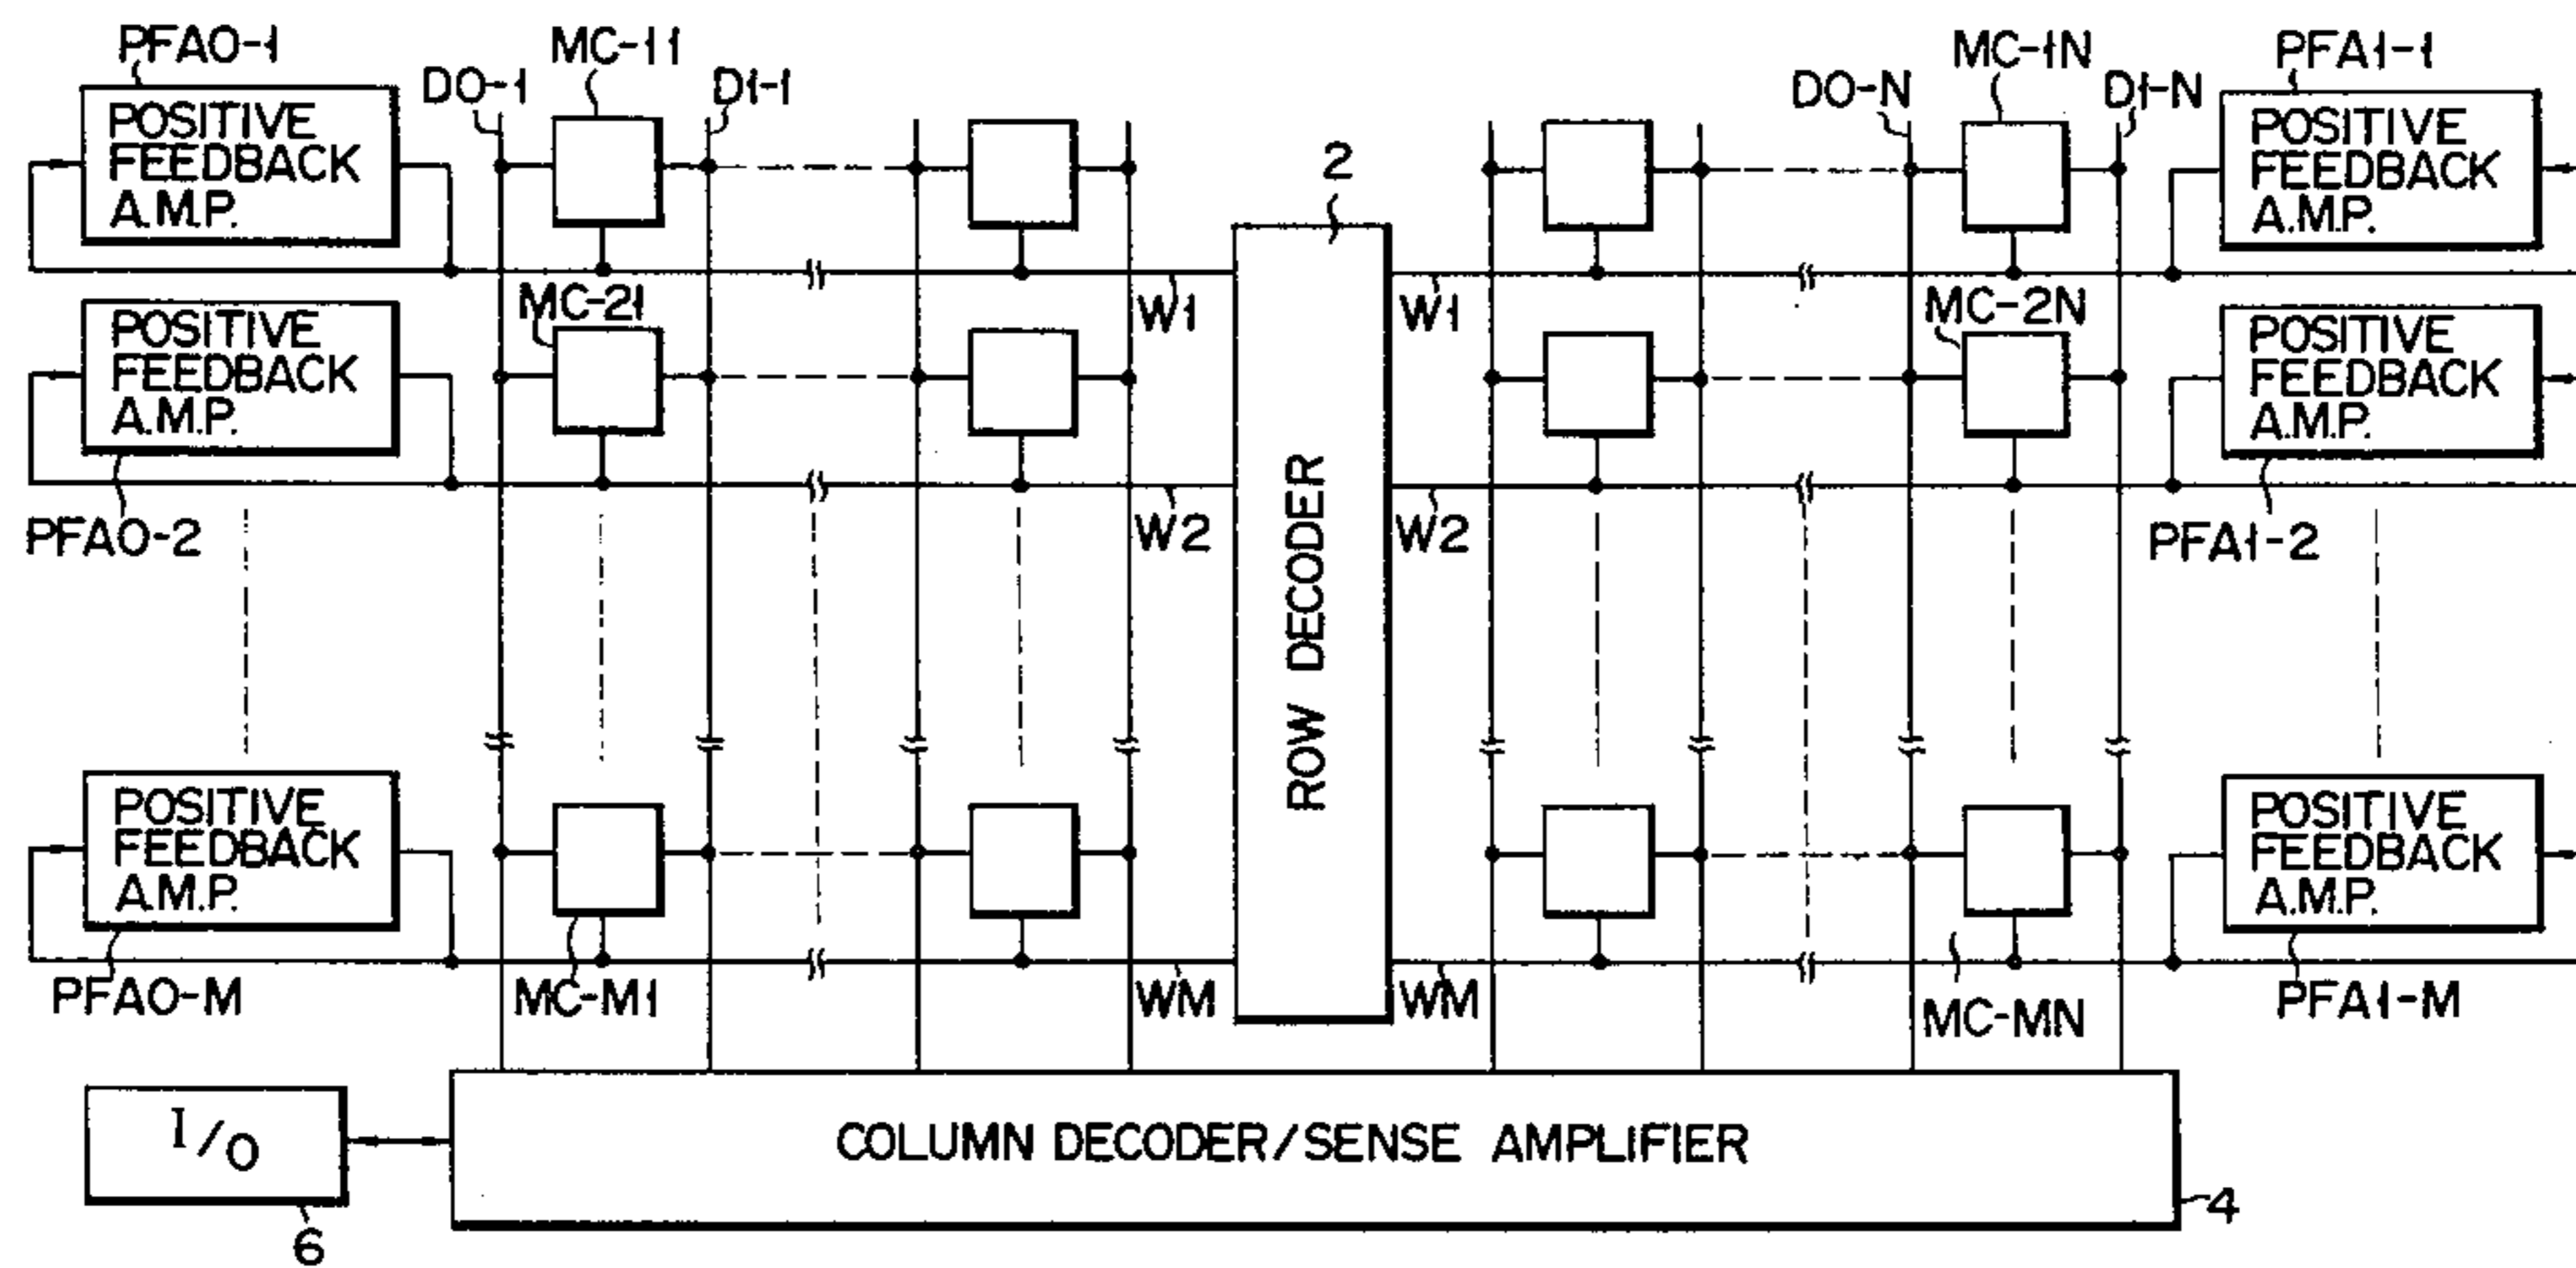 PFA0-1
MC-11
D0-1
D1-1
MC-1N
D0-N
D1-N
PFA1-1
POSITIVE
FEEDBACK
A.M.P.
2
POSITIVE
FEEDBACK
A.M.P.
MC-21
W1
W1
MC-2N
POSITIVE
FEEDBACK
A.M.P.
POSITIVE
FEEDBACK
A.M.P.
PFA0-2
W2
W2
PFA1-2
ROW DECODER
POSITIVE
FEEDBACK
A.M.P.
POSITIVE
FEEDBACK
A.M.P.
PFA0-M
MC-M1
WM
WM
MC-MN
PFA1-M
I/O
COLUMN DECODER/SENSE AMPLIFIER
6
4